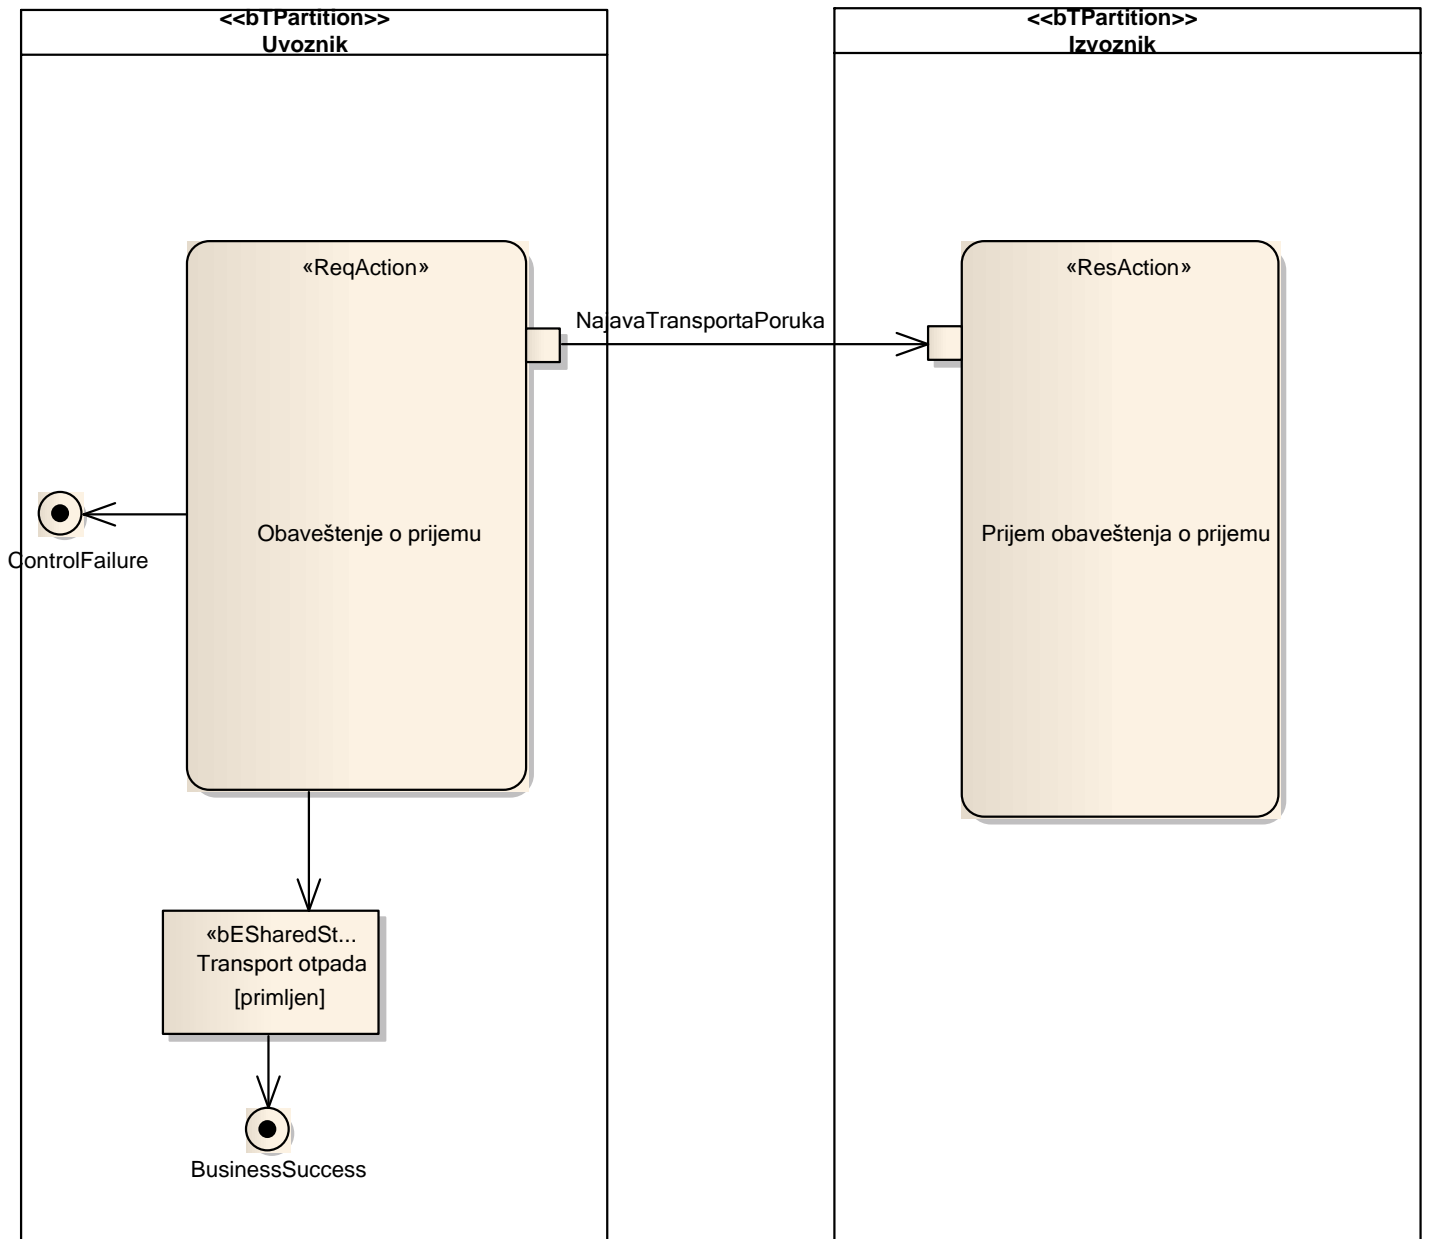 <<bTPartition>>
Uvoznik
<<bTPartition>>
Izvoznik
«ReqAction»
«ResAction»
NajavaTransportaPoruka
Obaveštenje o prijemu
Prijem obaveštenja o prijemu
ControlFailure
«bESharedSt...
Transport otpada
[primljen]
BusinessSuccess